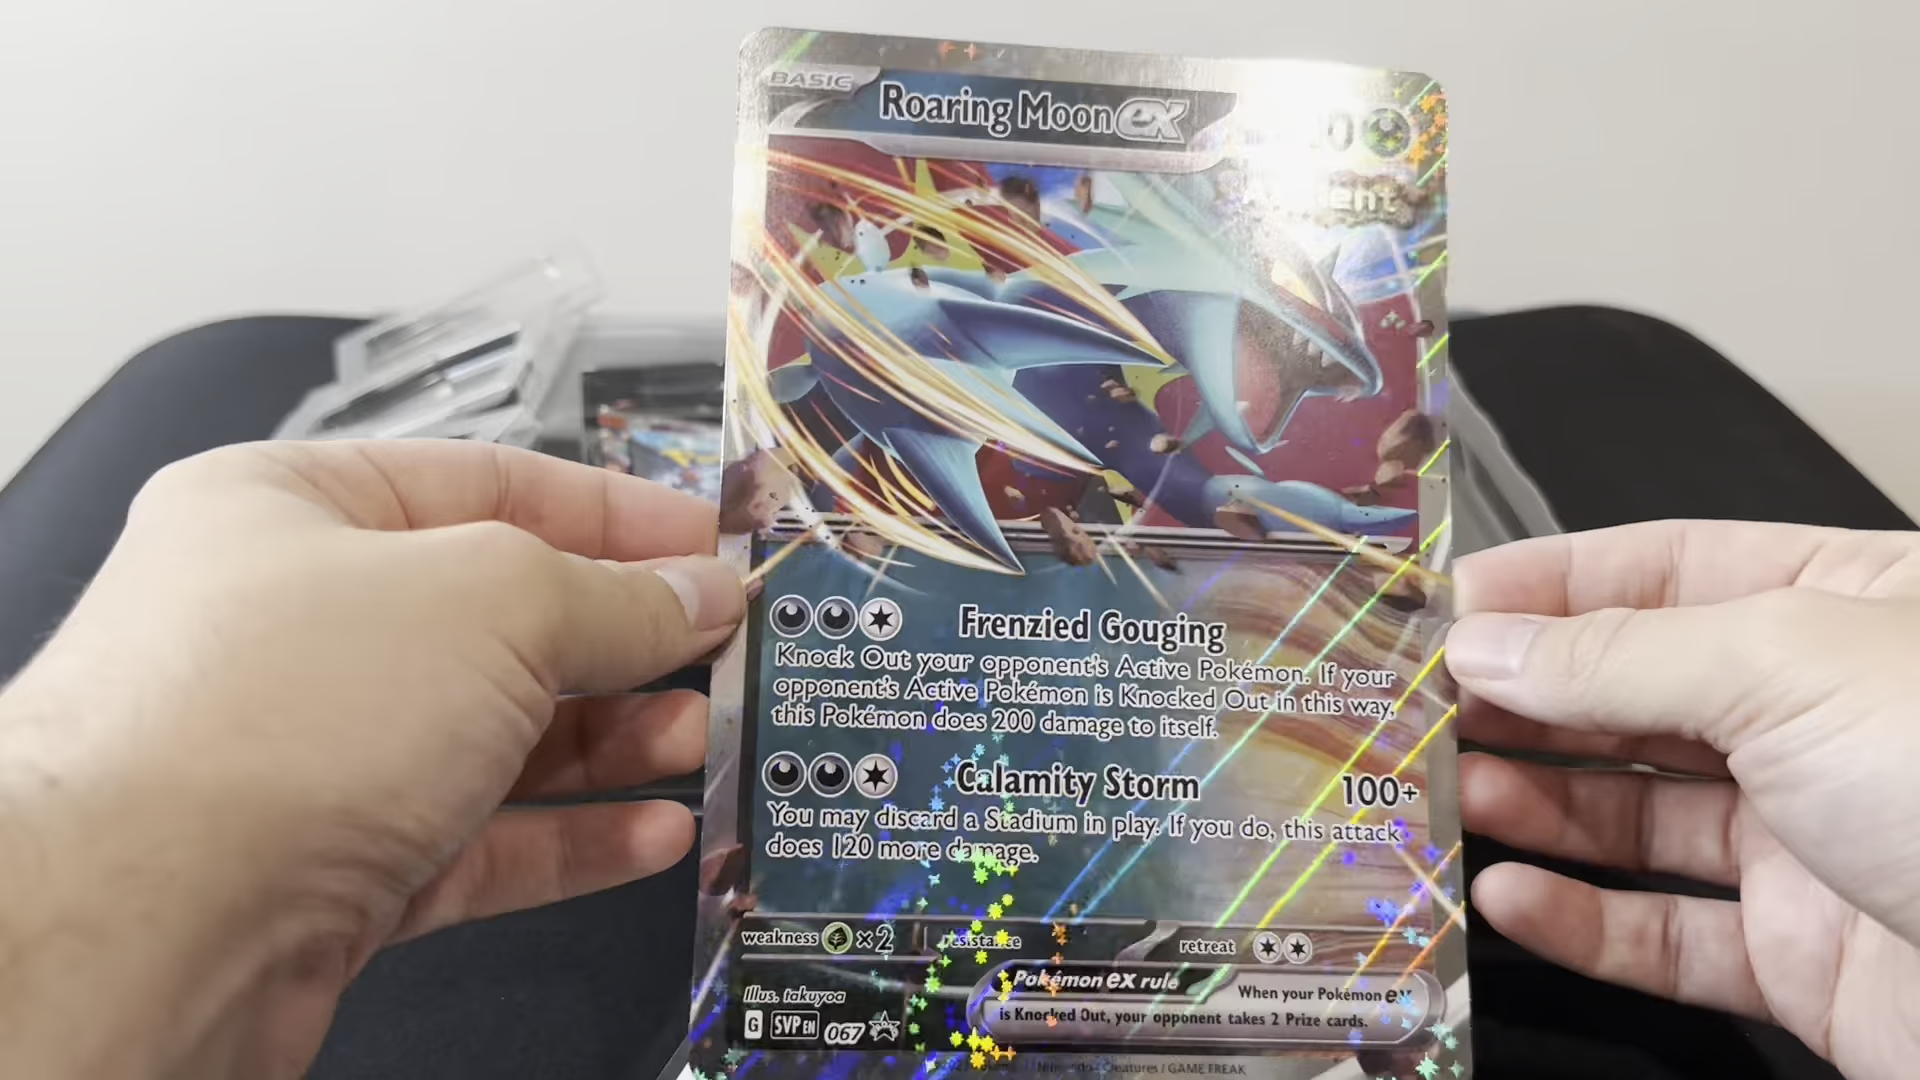 BASIC
Roaring Moon ex
0
Frenzied Gouging
Knock Out your opponent's Active Pokémon. If your
opponent's Active Pokémon is Knocked Out in this way,
this Pokémon does 200 damage to itself.
Calamity Storm 100+
You may discard a Stadium in play. If you do, this attack
does 120 more damage.
weakness ×2 resistance retreat
Pokémon ex rule
When your Pokémon ex
is Knocked Out, your opponent takes 2 Prize cards.
Illus. takuyoa
G SVP EN 067
Creatures / GAME FREAK